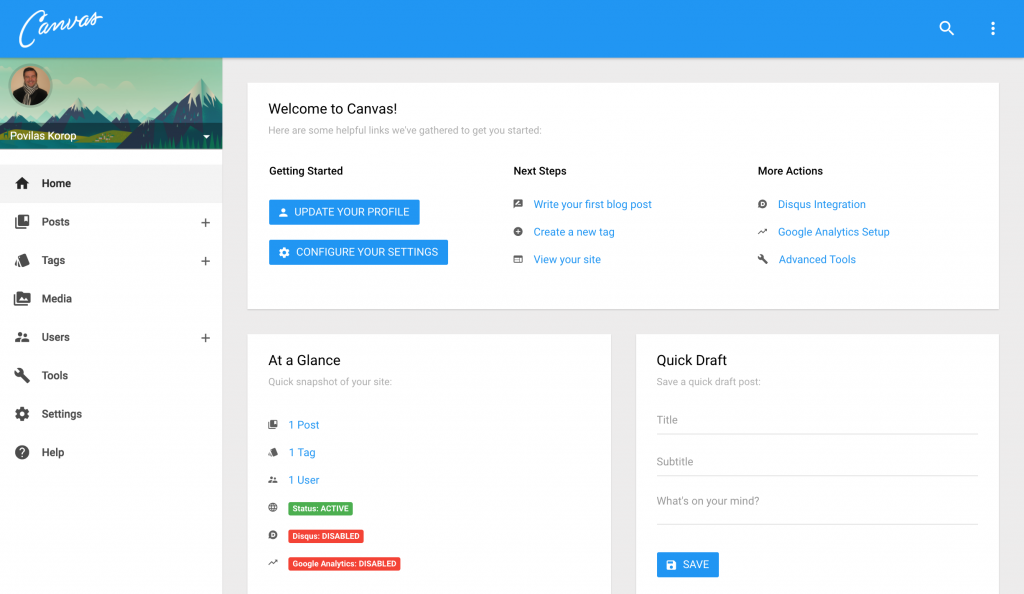 Canvas
Povilas Korop
Home
Posts
Tags
Media
Users
Tools
Settings
Help
Welcome to Canvas!
Here are some helpful links we've gathered to get you started:
Getting Started
UPDATE YOUR PROFILE
CONFIGURE YOUR SETTINGS
Next Steps
Write your first blog post
Create a new tag
View your site
More Actions
Disqus Integration
Google Analytics Setup
Advanced Tools
At a Glance
Quick snapshot of your site:
1 Post
1 Tag
1 User
Status: ACTIVE
Disqus: DISABLED
Google Analytics: DISABLED
Quick Draft
Save a quick draft post:
Title
Subtitle
What's on your mind?
SAVE